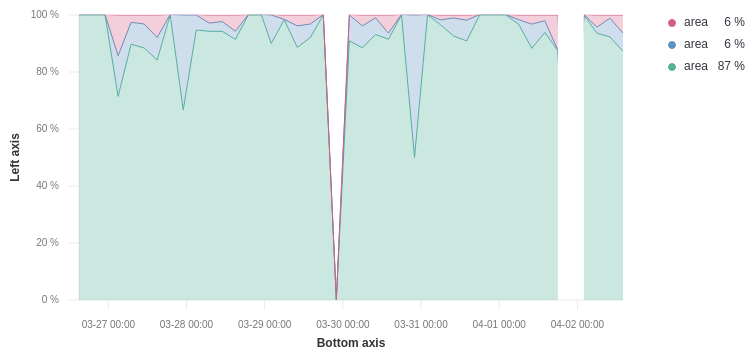 100 %
80 %
60 %
40 %
20 %
0 %
Left axis
03-27 00:00
03-28 00:00
03-29 00:00
03-30 00:00
03-31 00:00
04-01 00:00
04-02 00:00
Bottom axis
area 6 %
area 6 %
area 87 %